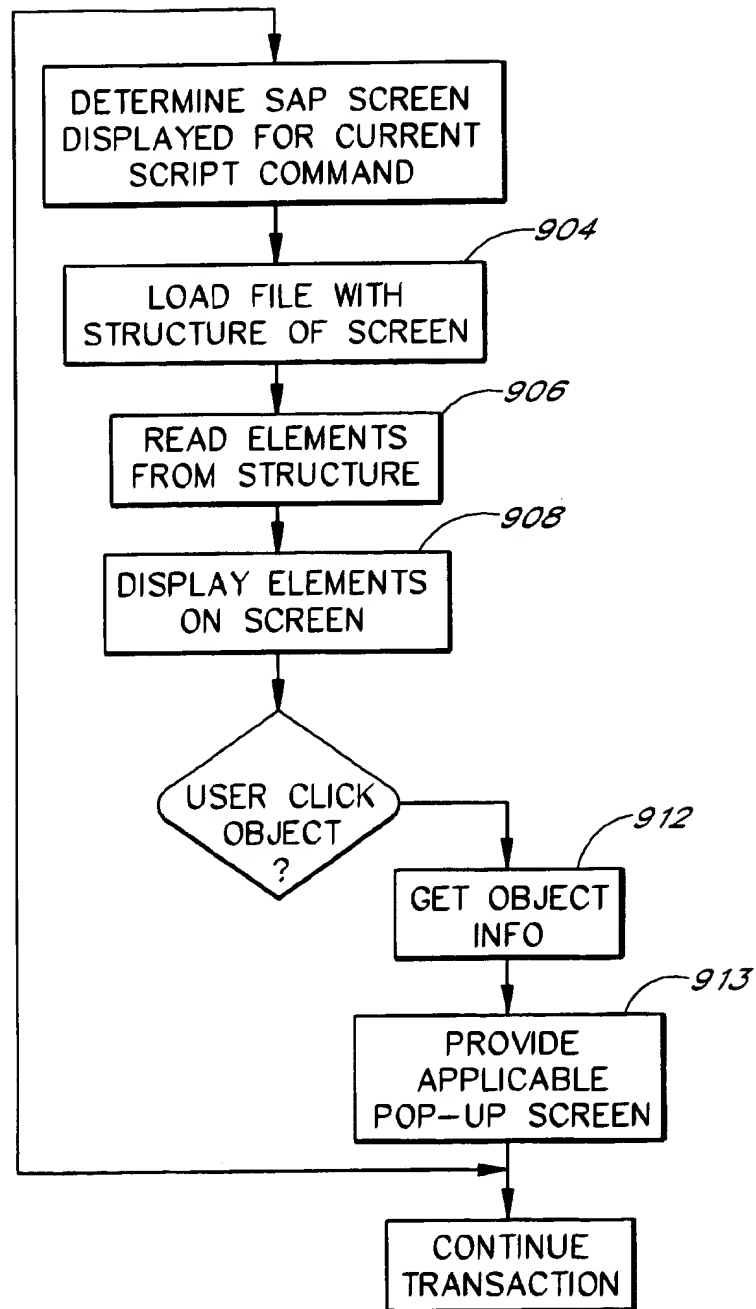 DETERMINE SAP SCREEN
DISPLAYED FOR CURRENT
SCRIPT COMMAND
904
LOAD FILE WITH
STRUCTURE OF SCREEN
906
READ ELEMENTS
FROM STRUCTURE
908
DISPLAY ELEMENTS
ON SCREEN
USER CLICK
OBJECT
?
912
GET OBJECT
INFO
913
PROVIDE
APPLICABLE
POP-UP SCREEN
CONTINUE
TRANSACTION